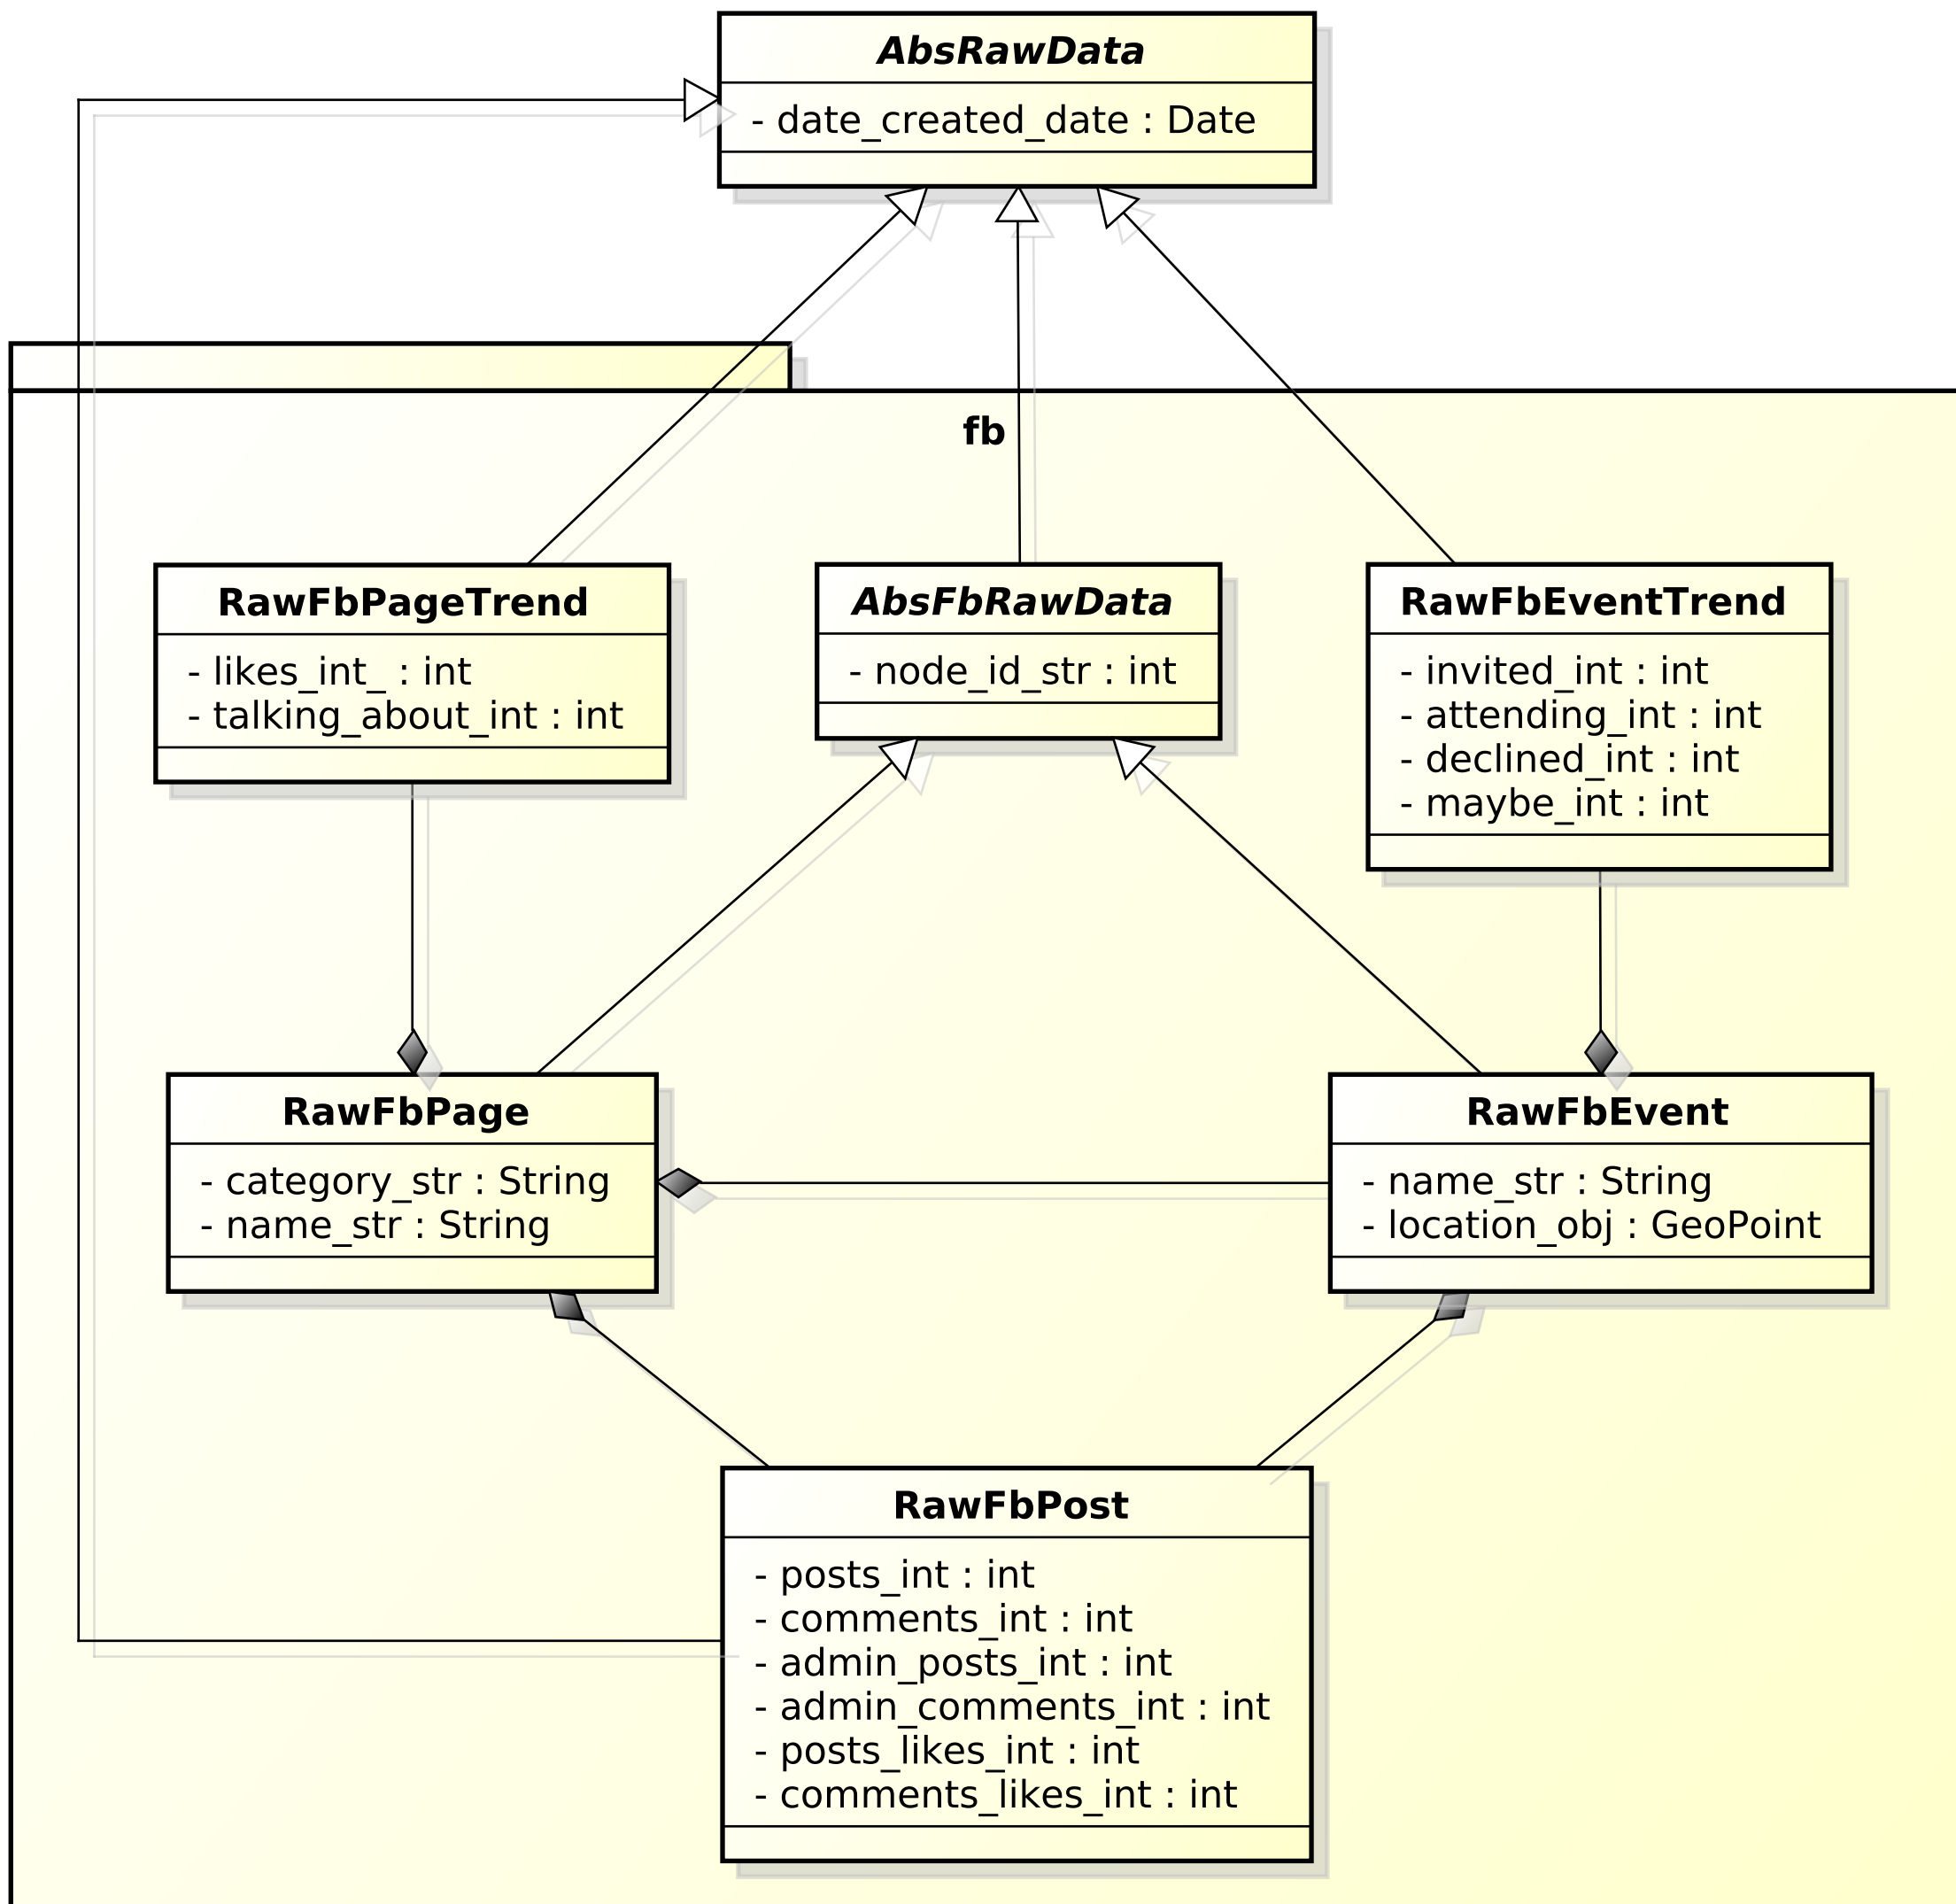 AbsRawData
- date_created_date : Date
fb
RawFbPageTrend
- likes_int_ : int
- talking_about_int : int
AbsFbRawData
- node_id_str : int
RawFbEventTrend
- invited_int : int
- attending_int : int
- declined_int : int
- maybe_int : int
RawFbPage
- category_str : String
- name_str : String
RawFbEvent
- name_str : String
- location_obj : GeoPoint
RawFbPost
- posts_int : int
- comments_int : int
- admin_posts_int : int
- admin_comments_int : int
- posts_likes_int : int
- comments_likes_int : int